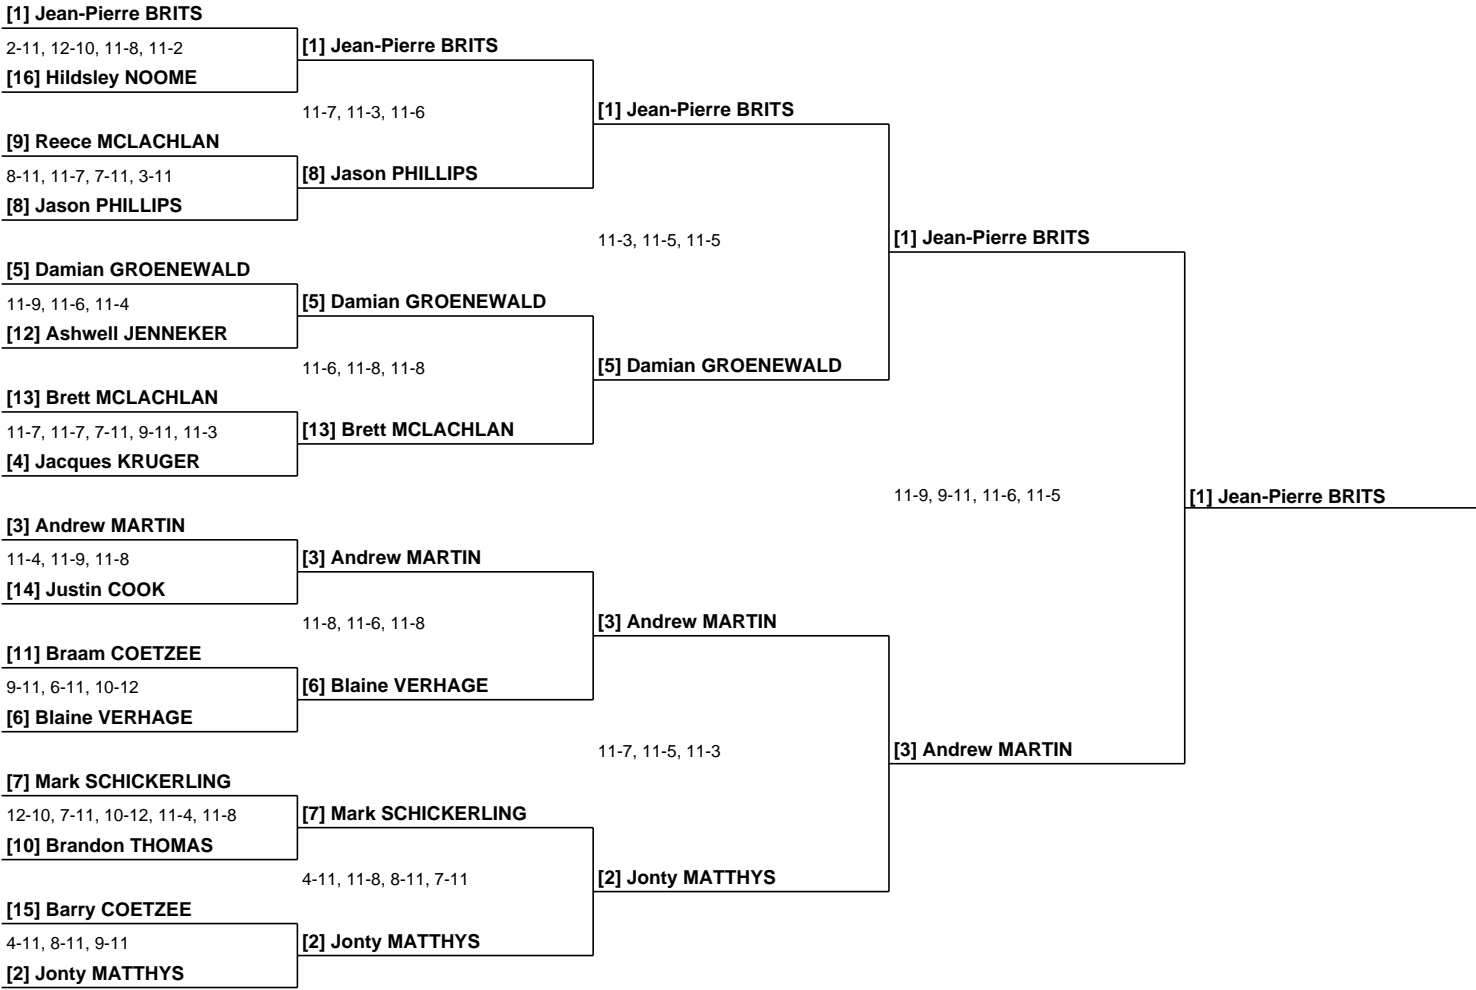 [1] Jean-Pierre BRITS
2-11, 12-10, 11-8, 11-2
[16] Hildsley NOOME
[9] Reece MCLACHLAN
8-11, 11-7, 7-11, 3-11
[8] Jason PHILLIPS
[5] Damian GROENEWALD
11-9, 11-6, 11-4
[12] Ashwell JENNEKER
[13] Brett MCLACHLAN
11-7, 11-7, 7-11, 9-11, 11-3
[4] Jacques KRUGER
[3] Andrew MARTIN
11-4, 11-9, 11-8
[14] Justin COOK
[11] Braam COETZEE
9-11, 6-11, 10-12
[6] Blaine VERHAGE
[7] Mark SCHICKERLING
12-10, 7-11, 10-12, 11-4, 11-8
[10] Brandon THOMAS
[15] Barry COETZEE
4-11, 8-11, 9-11
[2] Jonty MATTHYS
[1] Jean-Pierre BRITS
11-7, 11-3, 11-6
[8] Jason PHILLIPS
[5] Damian GROENEWALD
11-6, 11-8, 11-8
[13] Brett MCLACHLAN
[3] Andrew MARTIN
11-8, 11-6, 11-8
[6] Blaine VERHAGE
[7] Mark SCHICKERLING
4-11, 11-8, 8-11, 7-11
[2] Jonty MATTHYS
[1] Jean-Pierre BRITS
11-3, 11-5, 11-5
[5] Damian GROENEWALD
[3] Andrew MARTIN
11-7, 11-5, 11-3
[2] Jonty MATTHYS
[1] Jean-Pierre BRITS
11-9, 9-11, 11-6, 11-5
[3] Andrew MARTIN
[1] Jean-Pierre BRITS